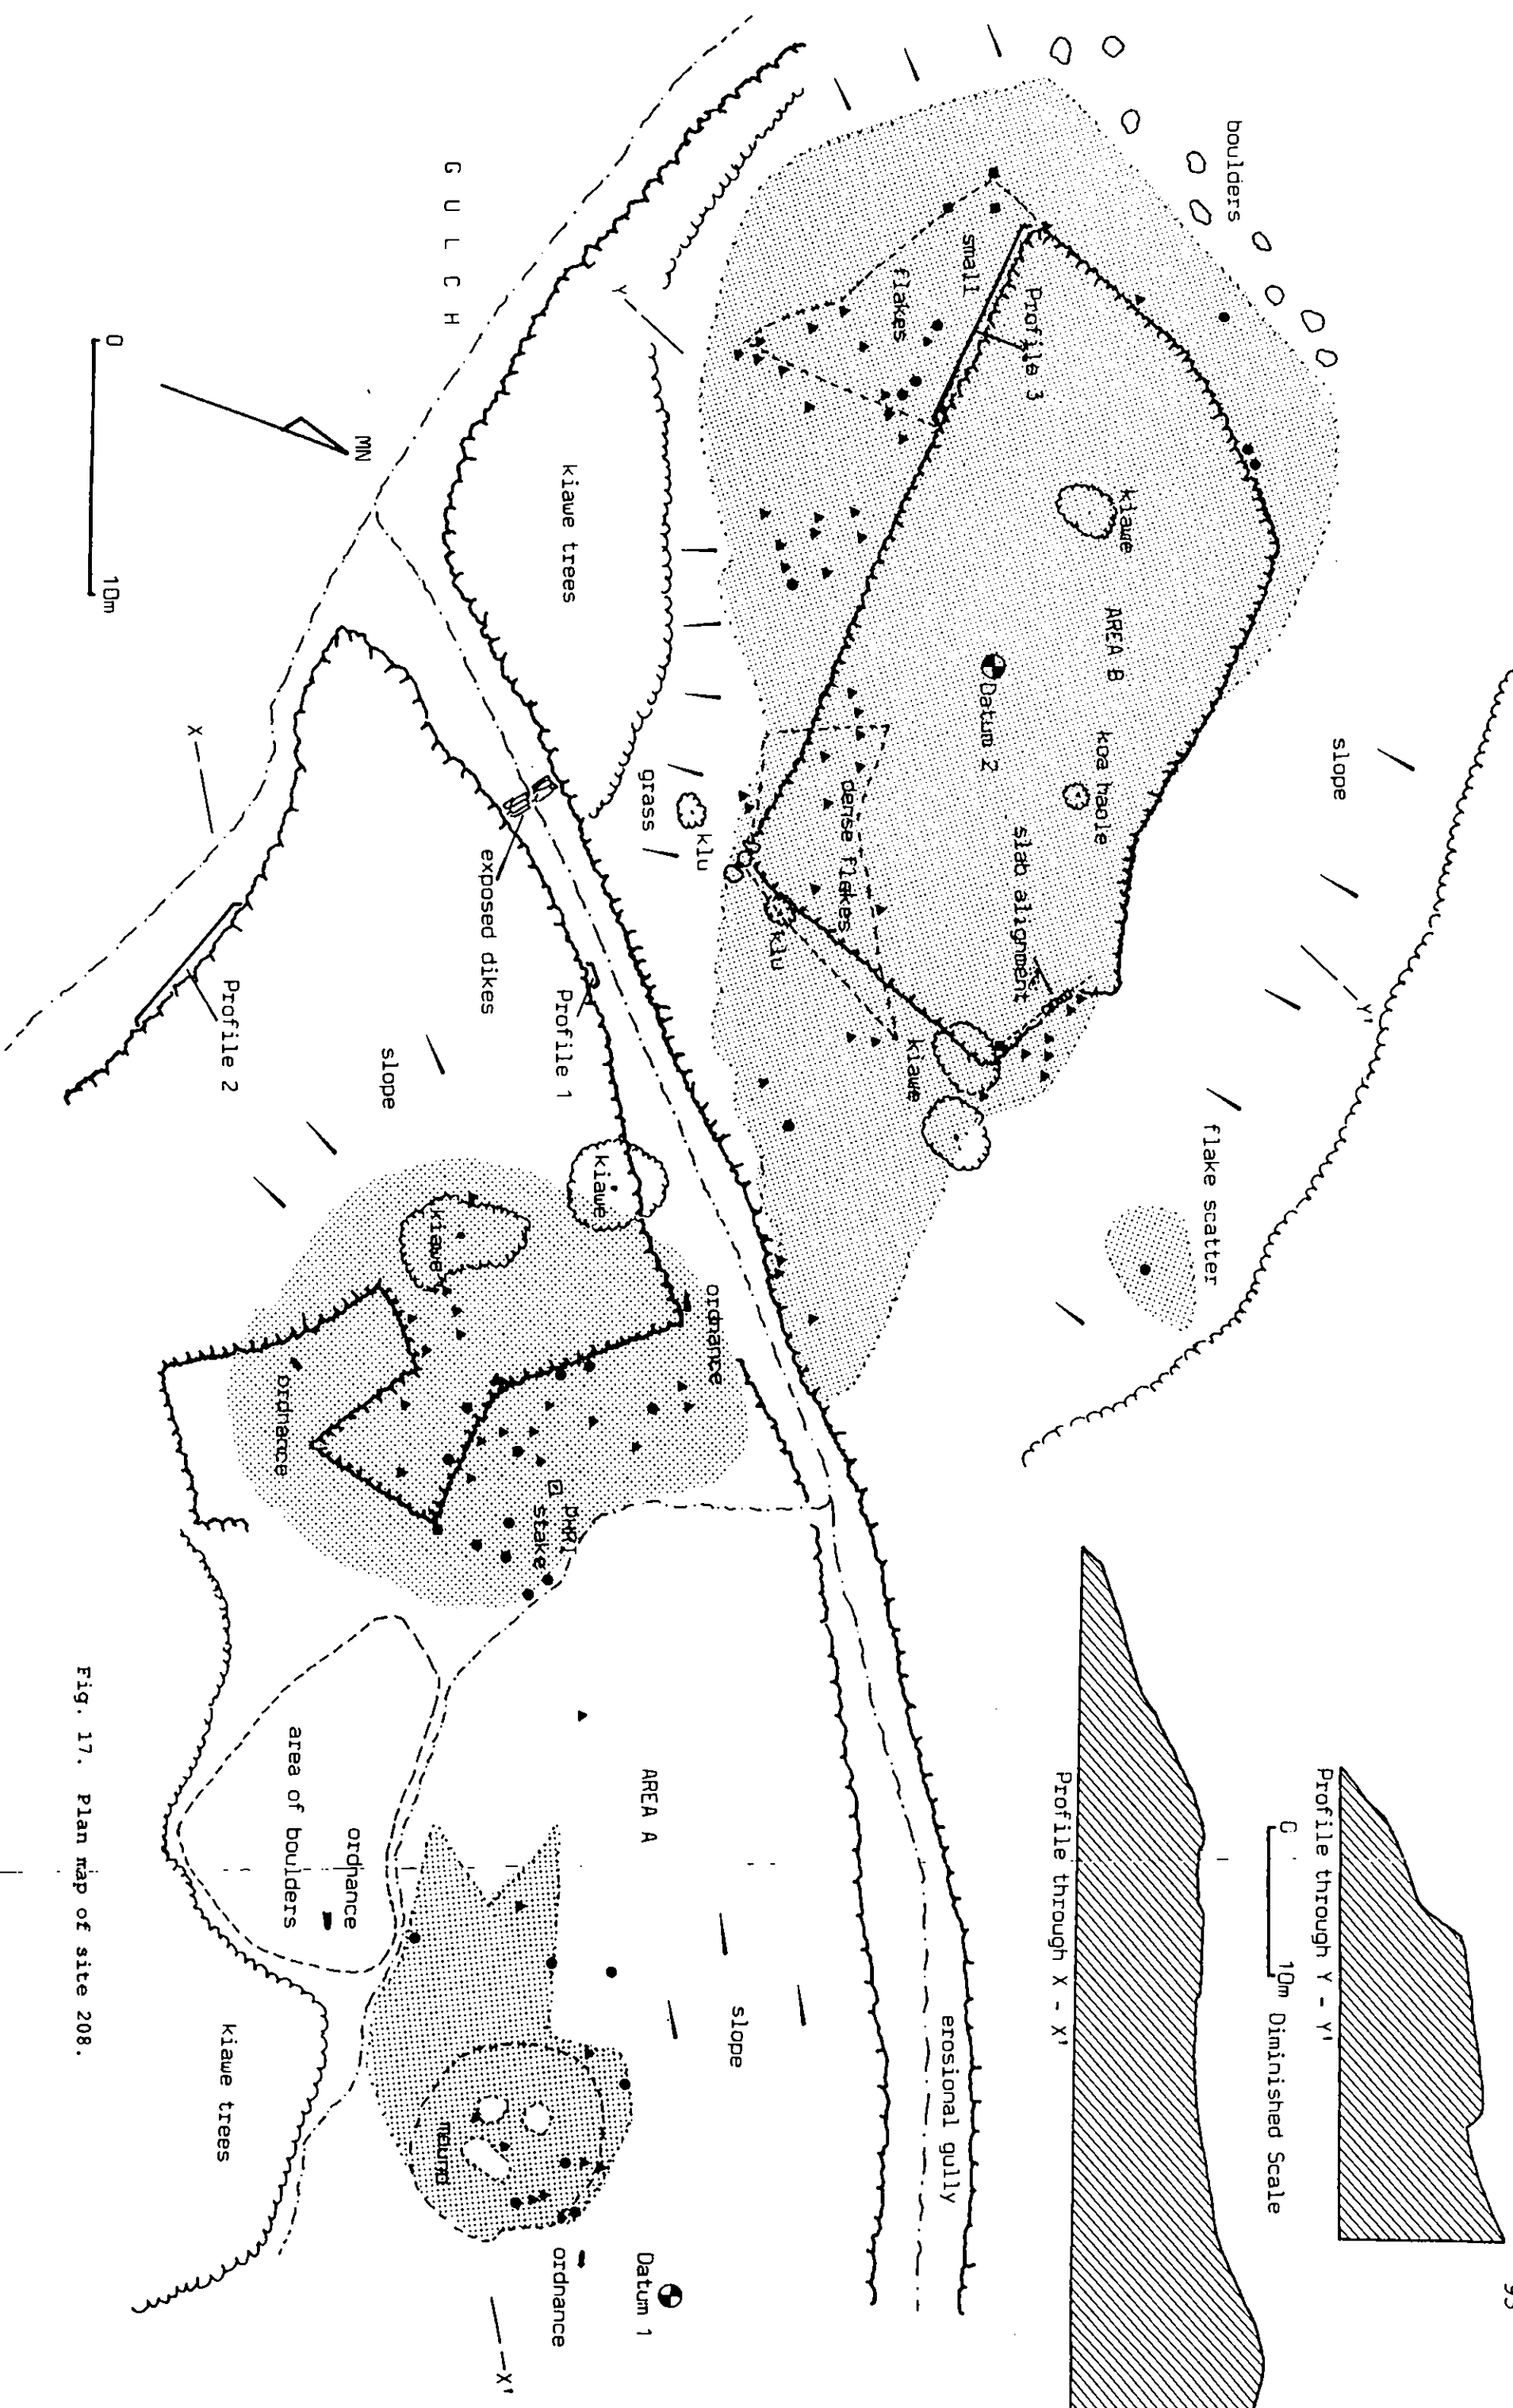 boulders
GULCH
small
flakes
Profile 3
Y
kiawe
AREA B
koa haole
Datum 2
slab alignment
dense flakes
kiawe trees
grass
klu
klu
kiawe
slope
Y'
flake scatter
MN
0
10m
X
exposed dikes
Profile 1
Profile 2
slope
kiawe
kiawe
ordnance
ordnance
stake
AREA A
area of boulders
ordnance
kiawe trees
slope
erosional gully
mound
ordnance
Datum 1
X'
Profile through Y - Y'
10m Diminished Scale
Profile through X - X'
Fig. 17. Plan map of site 208.